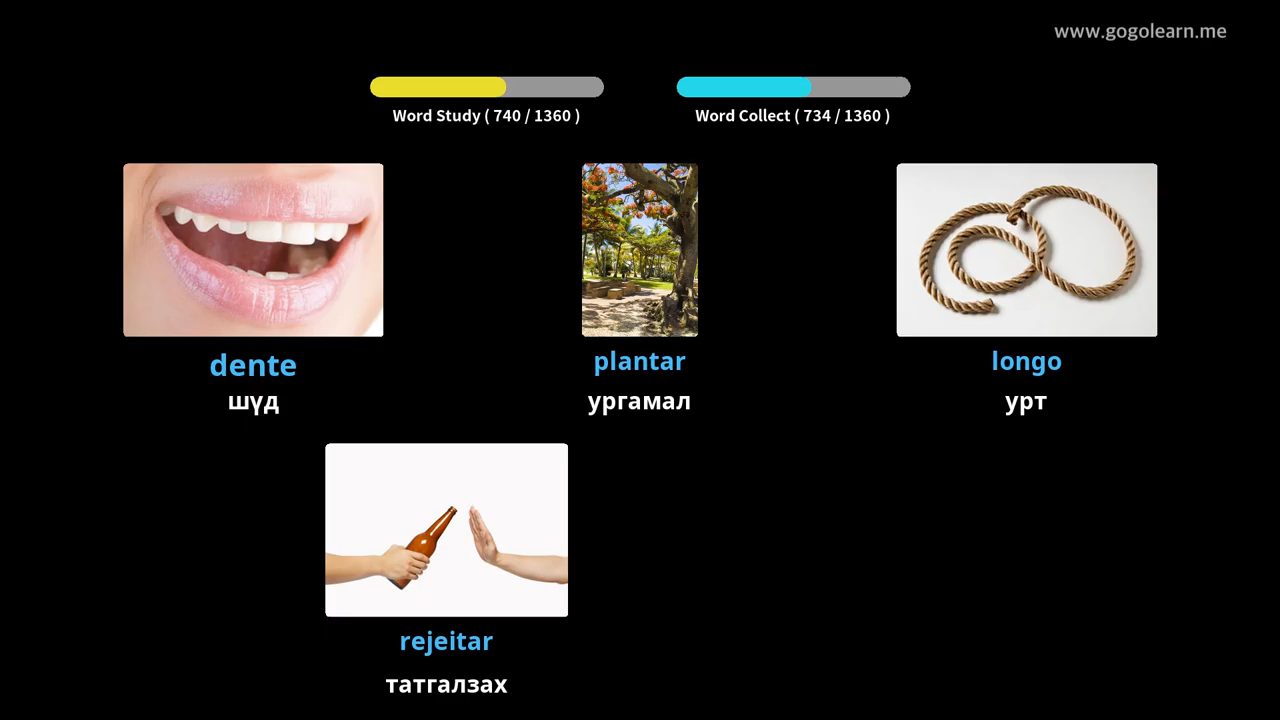 www.gogolearn.me
Word Study ( 740 / 1360 )
Word Collect ( 734 / 1360 )
dente
шүд
plantar
ургамал
longo
урт
rejeitar
татгалзах